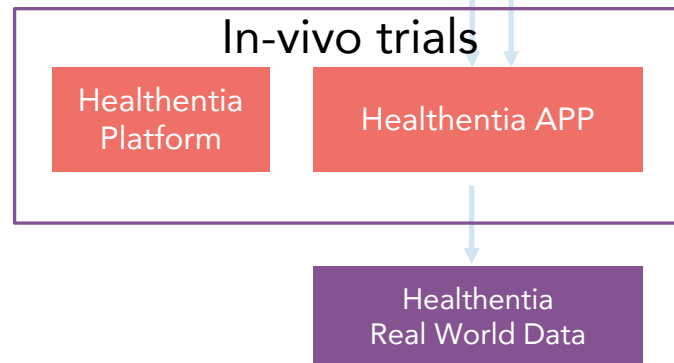 In-vivo trials
Healthentia
Platform
Healthentia APP
Healthentia
Real World Data